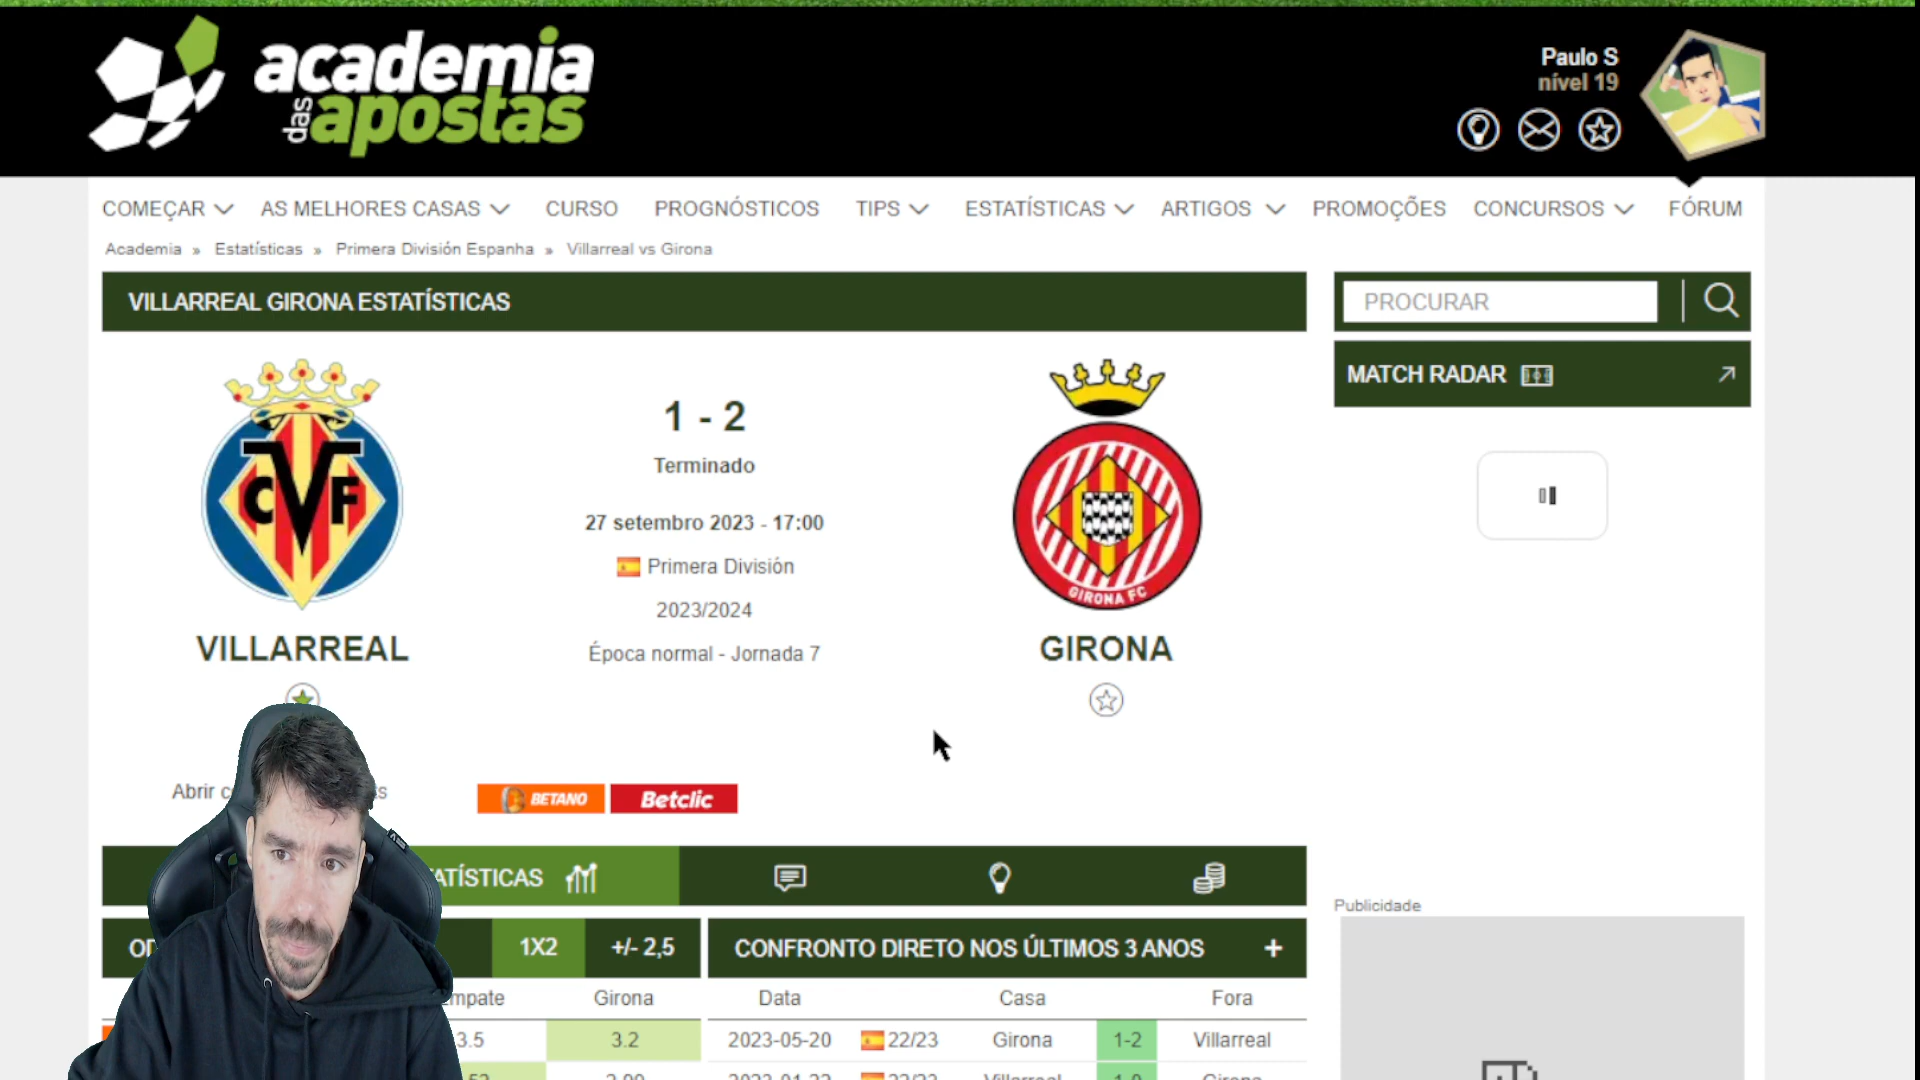 academia
das apostas
Paulo S
nível 19
COMEÇAR AS MELHORES CASAS CURSO PROGNÓSTICOS TIPS ESTATÍSTICAS ARTIGOS PROMOÇÕES CONCURSOS FÓRUM
Academia » Estatísticas » Primera División Espanha » Villarreal vs Girona
VILLARREAL GIRONA ESTATÍSTICAS
PROCURAR
MATCH RADAR
1 - 2
Terminado
27 setembro 2023 - 17:00
Primera División
2023/2024
Época normal - Jornada 7
CVF
GIRONA FC
VILLARREAL
GIRONA
Abrir
BETANO Betclic
Publicidade
1X2 +/- 2,5
CONFRONTO DIRETO NOS ÚLTIMOS 3 ANOS +
Girona
Data Casa Fora
3.5 3.2
2023-05-20 22/23 Girona 1-2 Villarreal